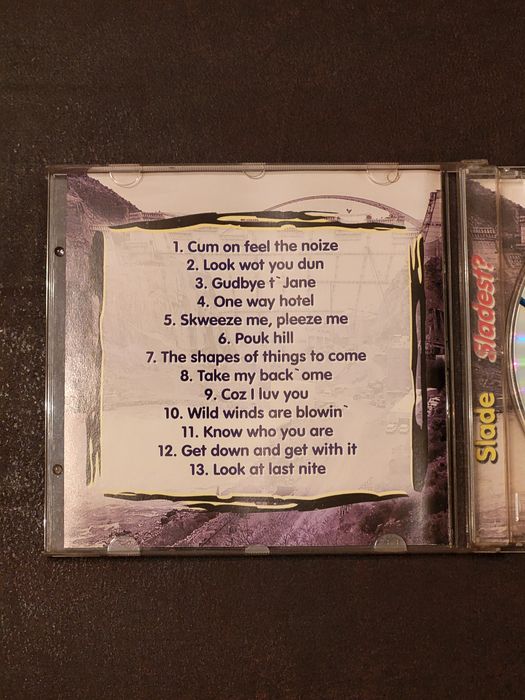 1. Cum on feel the noize
2. Look wot you dun
3. Gudbye t`Jane
4. One way hotel
5. Skweeze me, pleeze me
6. Pouk hill
7. The shapes of things to come
8. Take my back`ome
9. Coz I luv you
10. Wild winds are blowin`
11. Know who you are
12. Get down and get with it
13. Look at last nite
Slade Sladest?